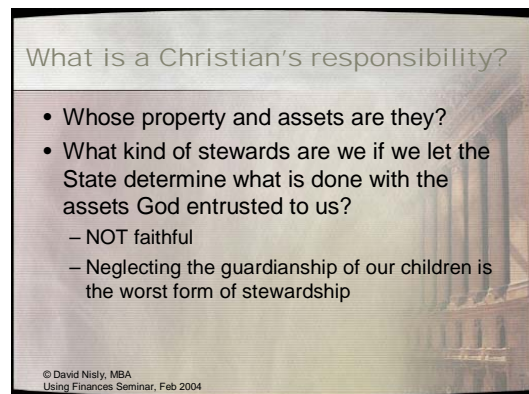 What is a Christian's responsibility?
• Whose property and assets are they?
• What kind of stewards are we if we let the
State determine what is done with the
assets God entrusted to us?
– NOT faithful
– Neglecting the guardianship of our children is
the worst form of stewardship
© David Nisly, MBA
Using Finances Seminar, Feb 2004